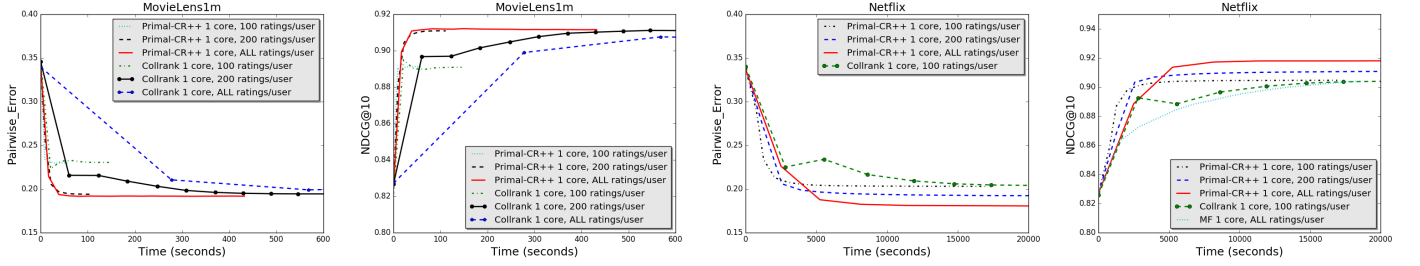 MovieLens1m
0.40
0.35
0.30
0.25
0.20
0.15
Pairwise_Error
0 100 200 300 400 500 600
Time (seconds)
Primal-CR++ 1 core, 100 ratings/user
Primal-CR++ 1 core, 200 ratings/user
Primal-CR++ 1 core, ALL ratings/user
Collrank 1 core, 100 ratings/user
Collrank 1 core, 200 ratings/user
Collrank 1 core, ALL ratings/user
MovieLens1m
0.92
0.90
0.88
0.86
0.84
0.82
0.80
NDCG@10
0 100 200 300 400 500 600
Time (seconds)
Primal-CR++ 1 core, 100 ratings/user
Primal-CR++ 1 core, 200 ratings/user
Primal-CR++ 1 core, ALL ratings/user
Collrank 1 core, 100 ratings/user
Collrank 1 core, 200 ratings/user
Collrank 1 core, ALL ratings/user
Netflix
0.40
0.35
0.30
0.25
0.20
0.15
Pairwise_Error
0 5000 10000 15000 20000
Time (seconds)
Primal-CR++ 1 core, 100 ratings/user
Primal-CR++ 1 core, 200 ratings/user
Primal-CR++ 1 core, ALL ratings/user
Collrank 1 core, 100 ratings/user
Netflix
0.94
0.92
0.90
0.88
0.86
0.84
0.82
0.80
NDCG@10
0 5000 10000 15000 20000
Time (seconds)
Primal-CR++ 1 core, 100 ratings/user
Primal-CR++ 1 core, 200 ratings/user
Primal-CR++ 1 core, ALL ratings/user
Collrank 1 core, 100 ratings/user
MF 1 core, ALL ratings/user